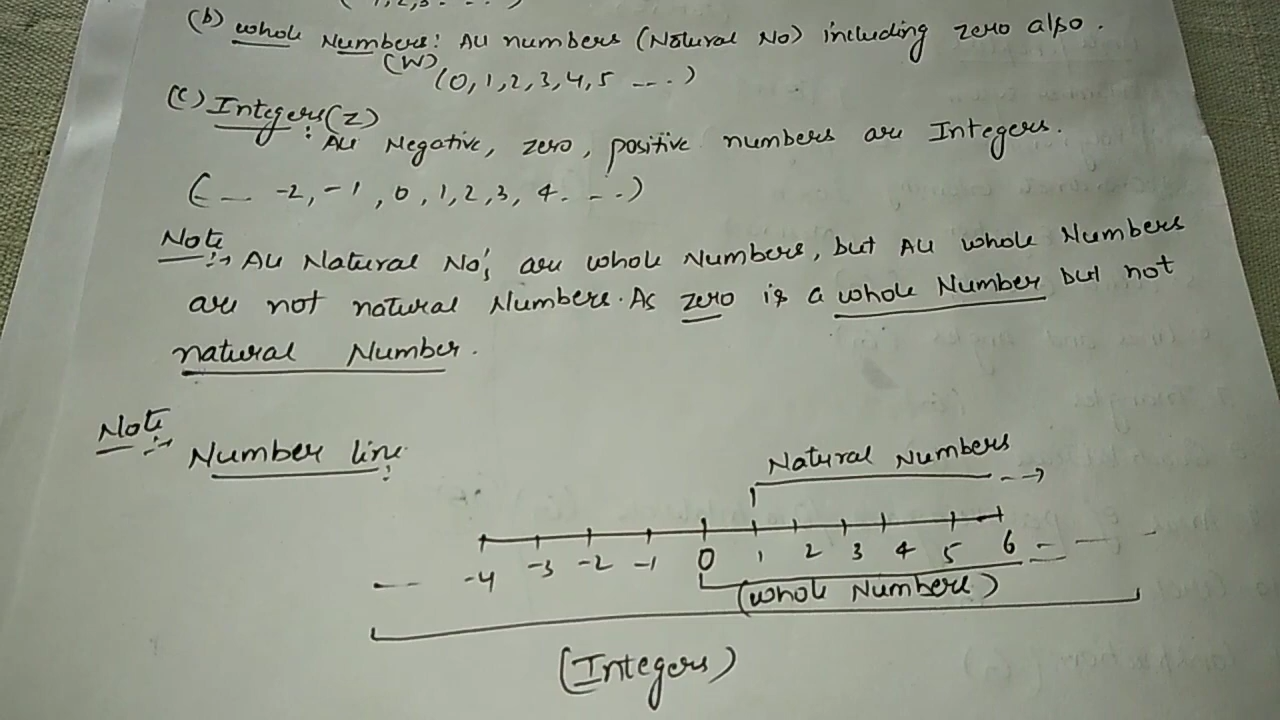 (1,2,3- - - -)
(b) whole Numbers: All numbers (Natural No) including zero also.
(W)
(0, 1, 2, 3, 4, 5 ---.)
(c) Integers(Z)
: All Negative, zero, positive numbers are Integers.
(-- -2, -1, 0, 1, 2, 3, 4. - -.)
Note:→ All Natural No's are whole Numbers, but All whole Numbers
are not natural Numbers. As zero is a whole Number but not
natural Number.
Note:→ Number line:
Natural Numbers
-4 -3 -2 -1 0 1 2 3 4 5 6
(whole Numbers)
(Integers)